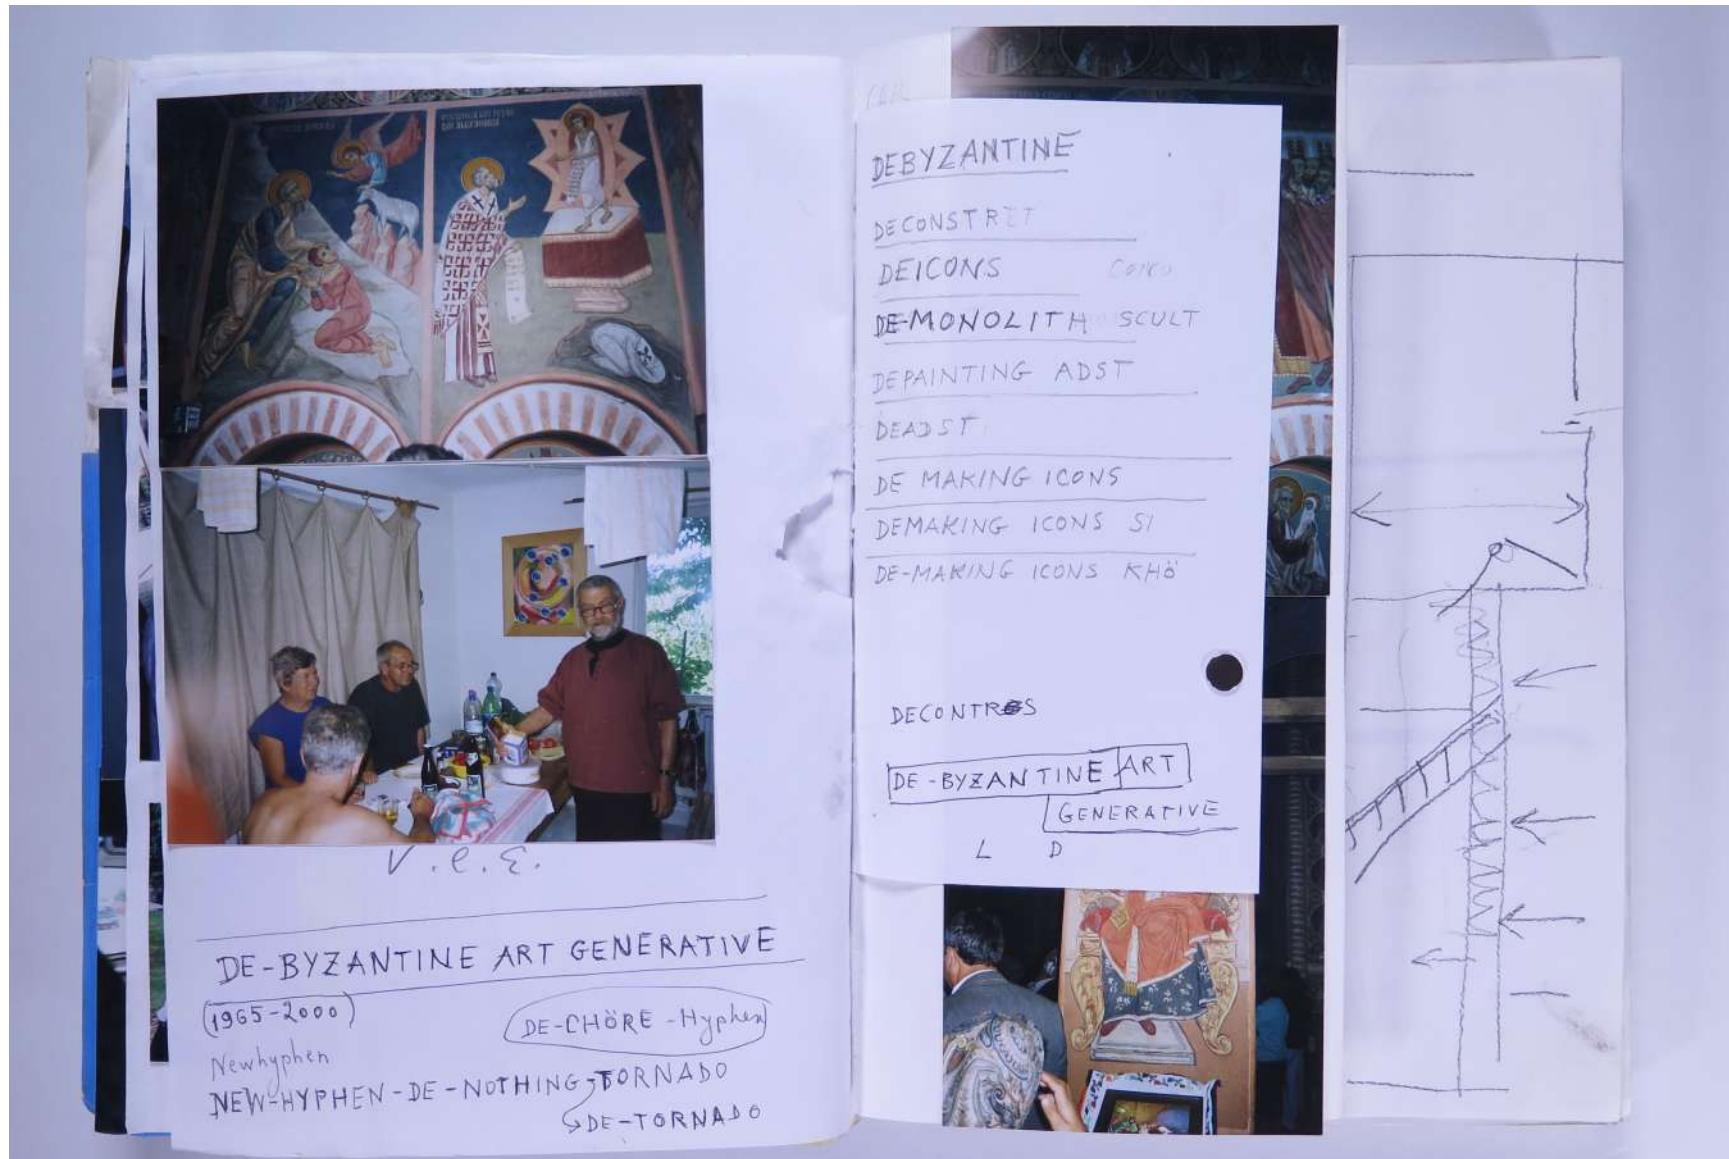 V.e.E.
DE-BYZANTINE ART GENERATIVE
(1965-2000)
DE-CHÖRE-Hyphen
Newhyphen
NEW-HYPHEN-DE-NOTHING-TORNADO
DE-TORNADO
DEBYZANTINE
DECONSTRET
DEICONS
DE-MONOLITH SCULT
DEPAINTING ADST
DEADST
DE MAKING ICONS
DEMAKING ICONS SI
DE-MAKING ICONS KHÖ
DE-BYZANTINE ART
GENERATIVE
L D